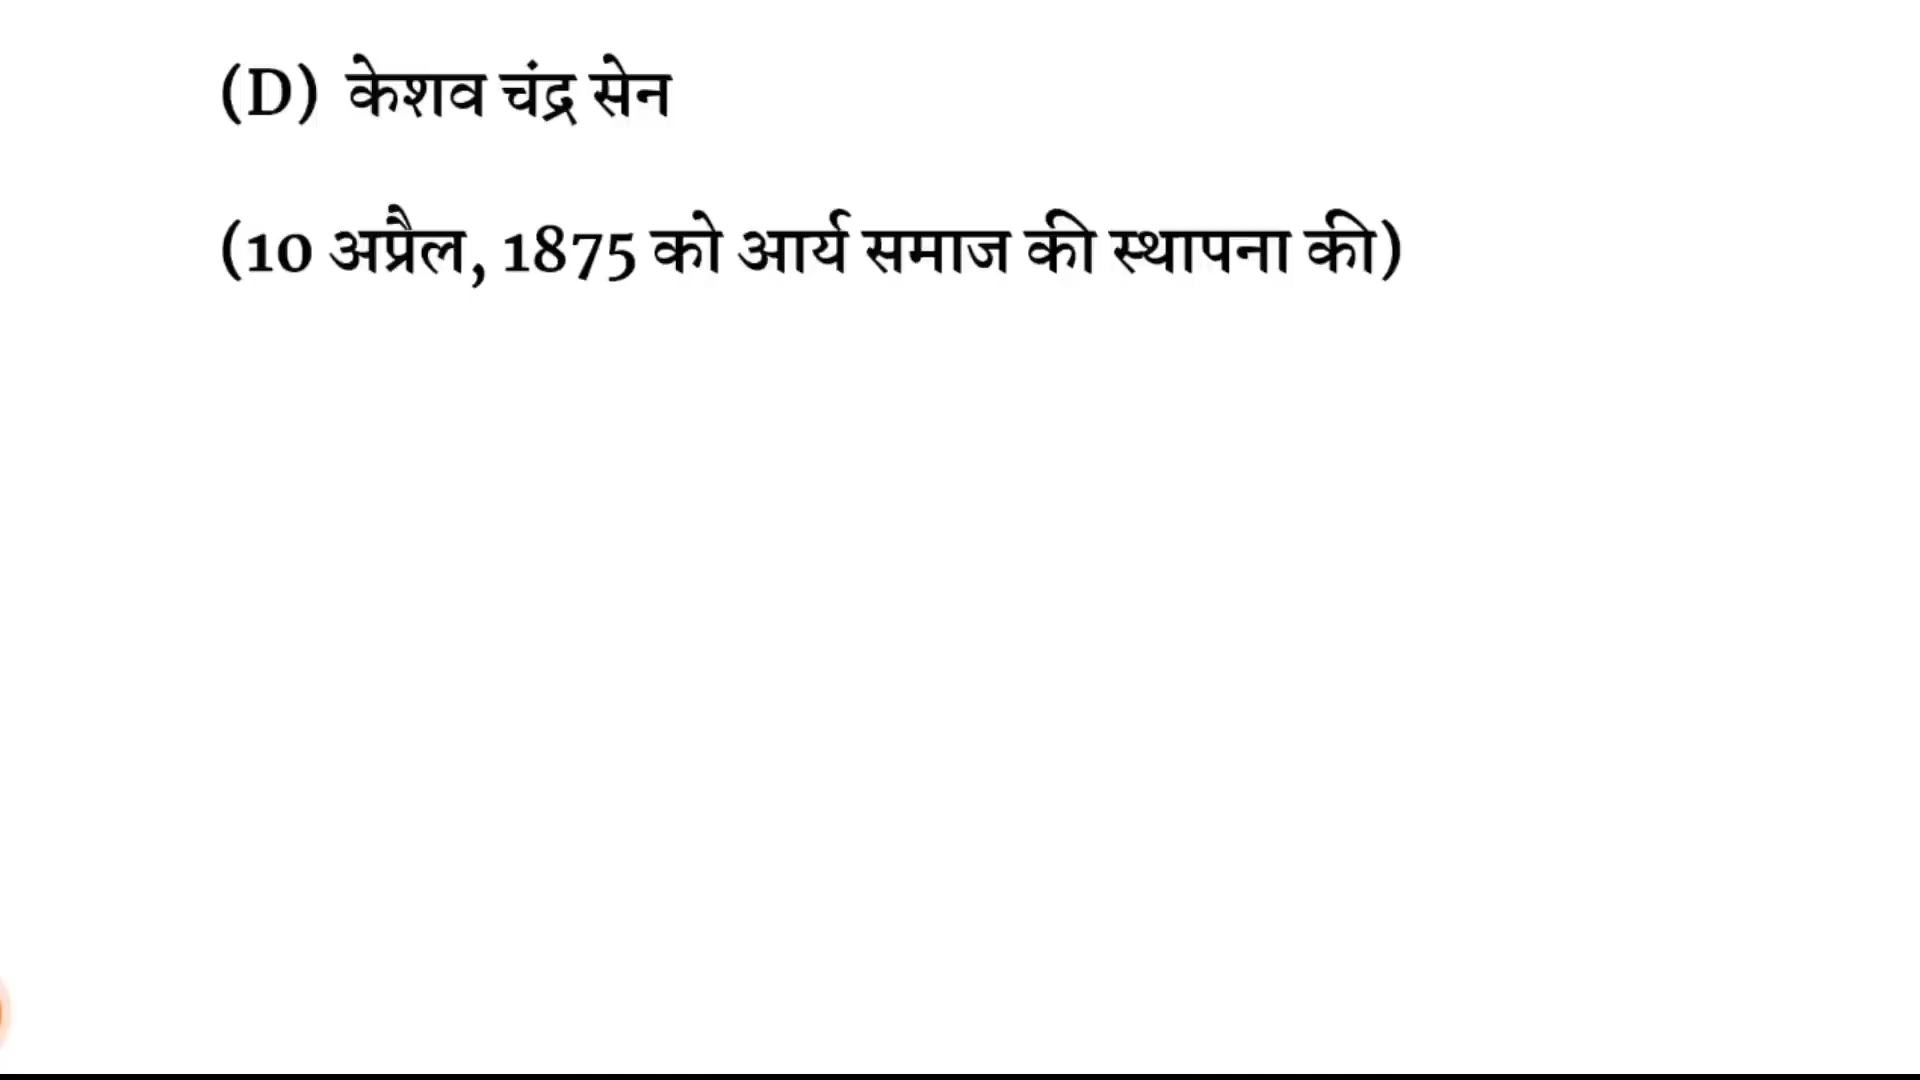 (D) केशव चंद्र सेन
(10 अप्रैल, 1875 को आर्य समाज की स्थापना की)